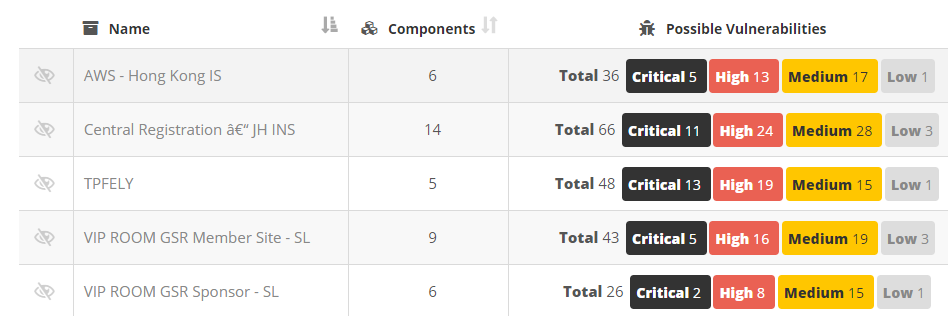 Name Components Possible Vulnerabilities
AWS - Hong Kong IS 6 Total 36 Critical 5 High 13 Medium 17 Low 1
Central Registration â€“ JH INS 14 Total 66 Critical 11 High 24 Medium 28 Low 3
TPFELY 5 Total 48 Critical 13 High 19 Medium 15 Low 1
VIP ROOM GSR Member Site - SL 9 Total 43 Critical 5 High 16 Medium 19 Low 3
VIP ROOM GSR Sponsor - SL 6 Total 26 Critical 2 High 8 Medium 15 Low 1